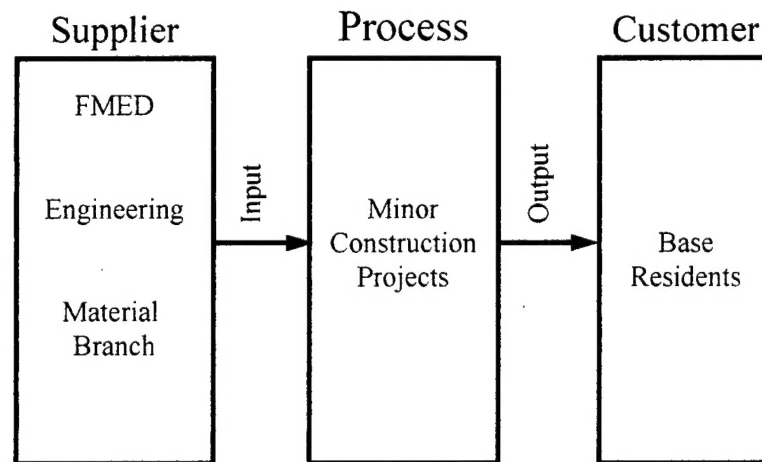 Supplier
Process
Customer
FMED
Engineering
Material
Branch
Input
Minor
Construction
Projects
Output
Base
Residents